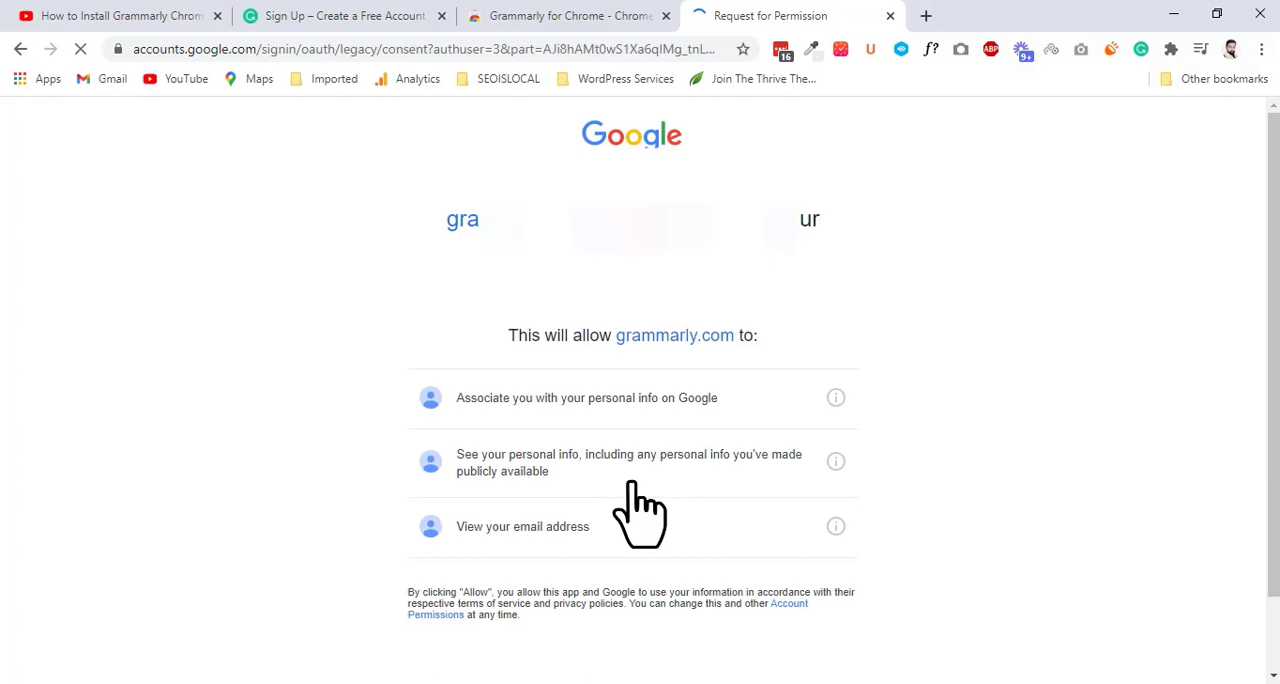 How to Install Grammarly Chrom
Sign Up – Create a Free Account
Grammarly for Chrome - Chrome
Request for Permission
accounts.google.com/signin/oauth/legacy/consent?authuser=3&part=AJi8hAMt0wS1Xa6qIMg_tnL...
16
U
f?
ABP
9+
Apps
Gmail
YouTube
Maps
Imported
Analytics
SEOISLOCAL
WordPress Services
Join The Thrive The...
Other bookmarks
Google
gra
ur
This will allow grammarly.com to:
Associate you with your personal info on Google
See your personal info, including any personal info you've made
publicly available
View your email address
By clicking "Allow", you allow this app and Google to use your information in accordance with their
respective terms of service and privacy policies. You can change this and other Account
Permissions at any time.